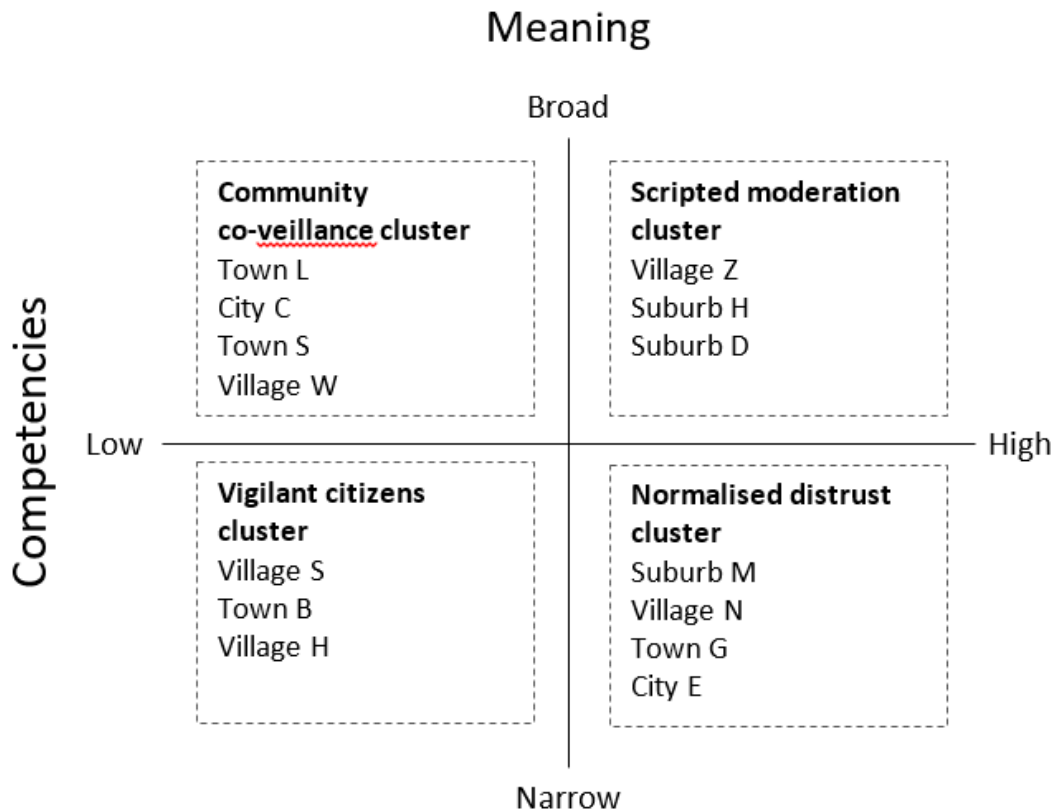 Meaning
Broad
Community
co-veillance cluster
Town L
City C
Town S
Village W
Scripted moderation
cluster
Village Z
Suburb H
Suburb D
Competencies
Low
High
Vigilant citizens
cluster
Village S
Town B
Village H
Normalised distrust
cluster
Suburb M
Village N
Town G
City E
Narrow